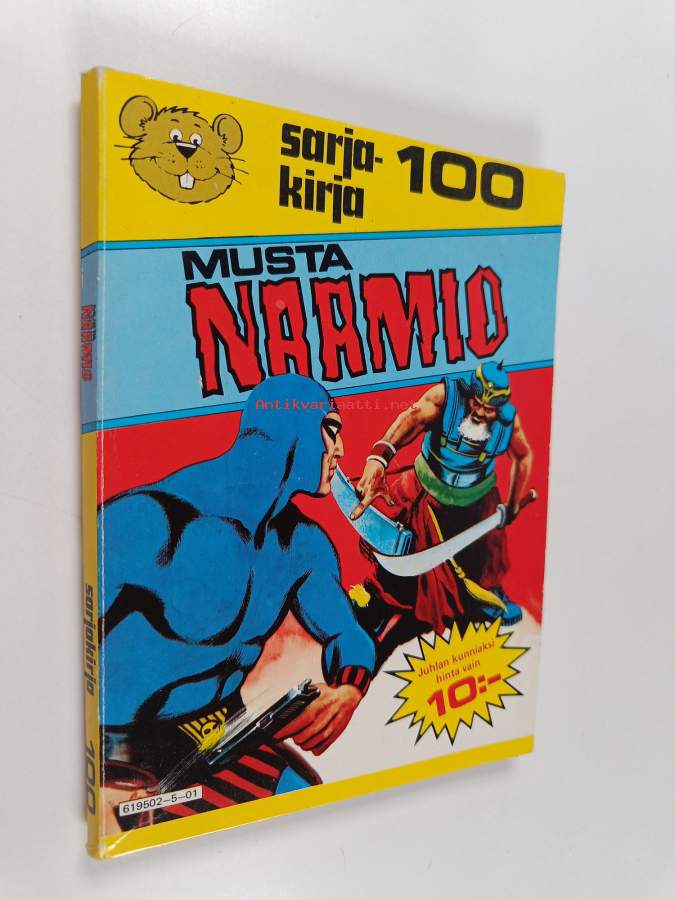 sarja-
kirja
100
MUSTA
NAAMIO
Antikvariaatti.net
Juhlan kunniaksi
hinta vain
10:-
619502-5-01
NAAMIO
sarjakirja
100